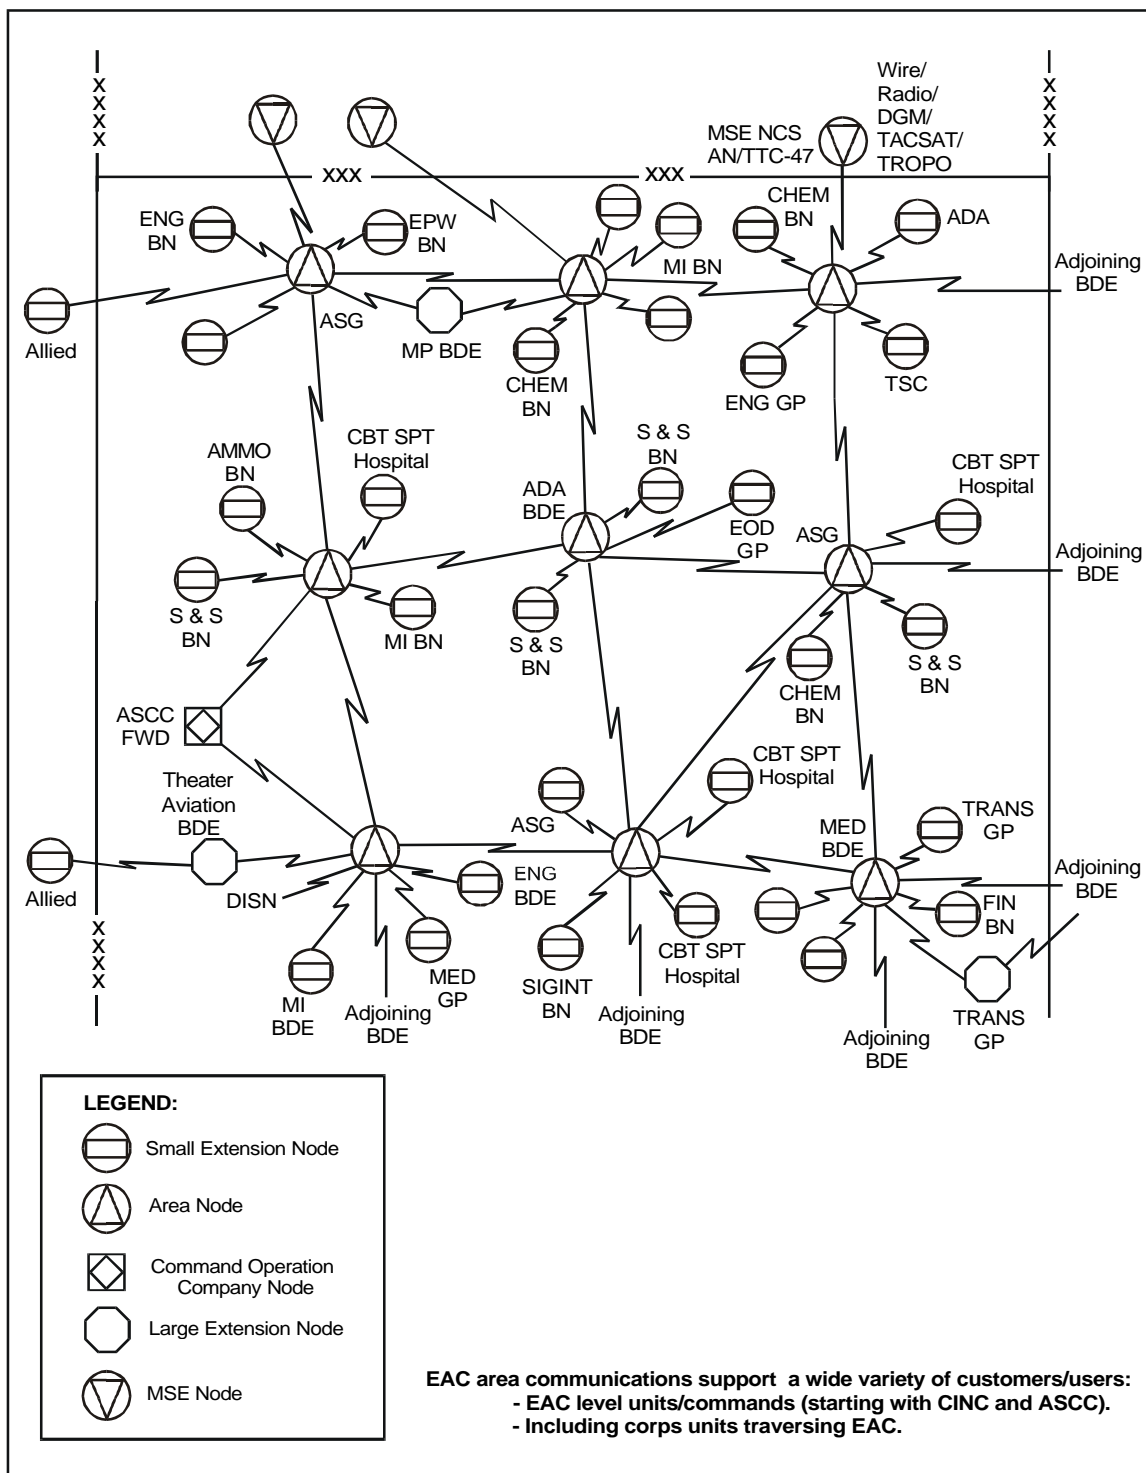 X
X
X
X
Wire/
Radio/
DGM/
TACSAT/
TROPO
MSE NCS
AN/TTC-47
X
X
X
X
XXX
XXX
ENG
BN
EPW
BN
MI BN
CHEM
BN
ADA
Adjoining
BDE
Allied
ASG
MP BDE
CHEM
BN
ENG GP
TSC
AMMO
BN
CBT SPT
Hospital
S & S
BN
ADA
BDE
EOD
GP
ASG
CBT SPT
Hospital
Adjoining
BDE
S & S
BN
MI BN
S & S
BN
CHEM
BN
S & S
BN
ASCC
FWD
Theater
Aviation
BDE
CBT SPT
Hospital
ASG
MED
BDE
TRANS
GP
Adjoining
BDE
Allied
DISN
ENG
BDE
FIN
BN
X
X
X
X
MI
BDE
Adjoining
BDE
MED
GP
SIGINT
BN
Adjoining
BDE
CBT SPT
Hospital
Adjoining
BDE
TRANS
GP
LEGEND:
Small Extension Node
Area Node
Command Operation
Company Node
Large Extension Node
MSE Node
EAC area communications support a wide variety of customers/users:
- EAC level units/commands (starting with CINC and ASCC).
- Including corps units traversing EAC.